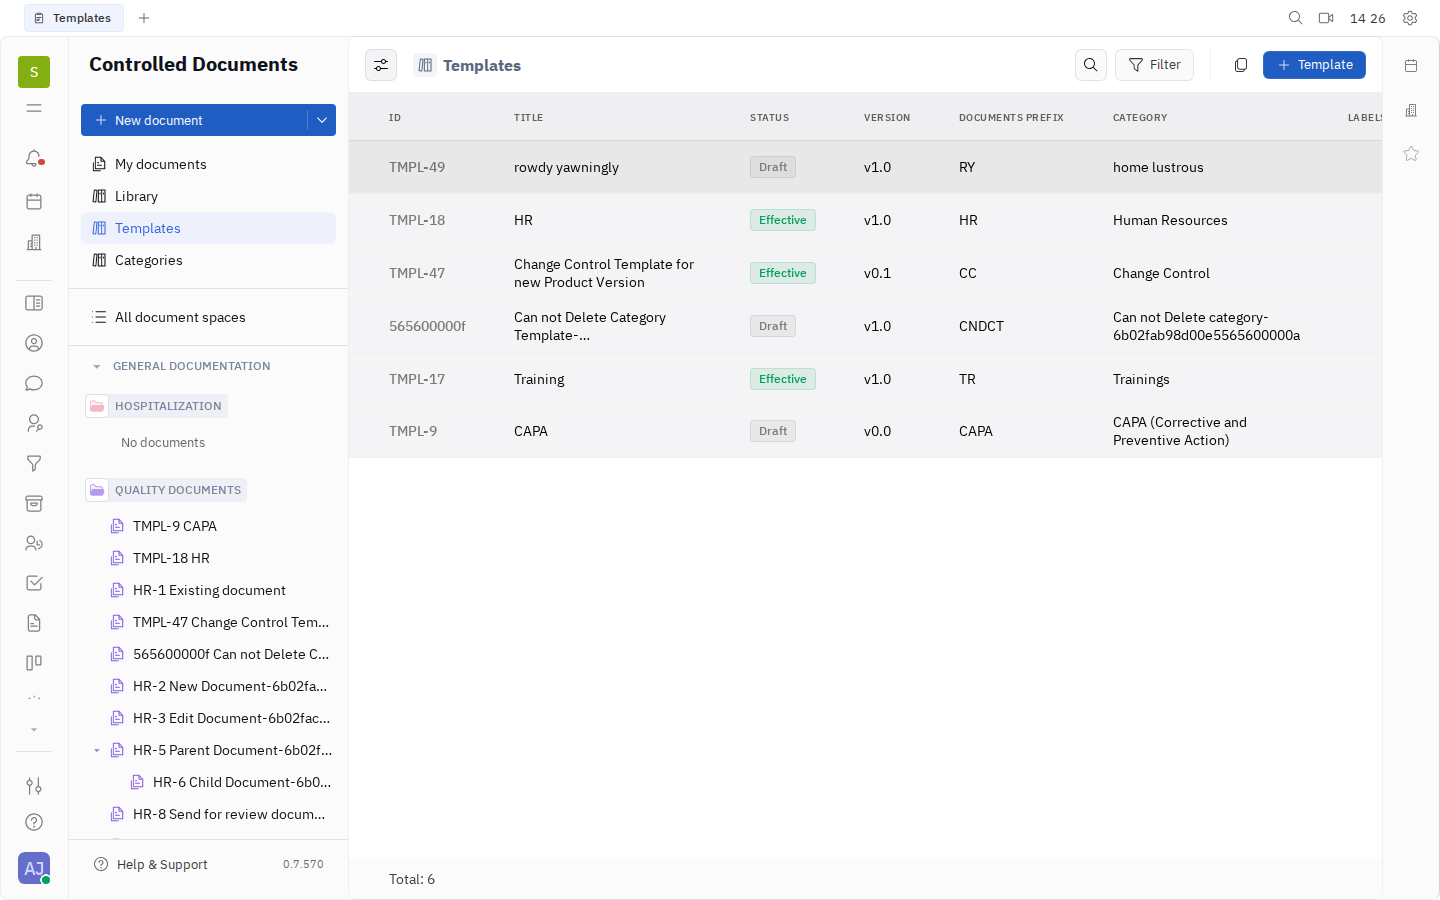 Templates
14 26
S
Controlled Documents
New document
My documents
Library
Templates
Categories
All document spaces
GENERAL DOCUMENTATION
HOSPITALIZATION
No documents
QUALITY DOCUMENTS
TMPL-9 CAPA
TMPL-18 HR
HR-1 Existing document
TMPL-47 Change Control Tem...
565600000f Can not Delete C...
HR-2 New Document-6b02fa...
HR-3 Edit Document-6b02fac...
HR-5 Parent Document-6b02f...
HR-6 Child Document-6b0...
HR-8 Send for review docum...
Help & Support 0.7.570
AJ
Templates
Filter
Template
ID TITLE STATUS VERSION DOCUMENTS PREFIX CATEGORY LABELS
TMPL-49 rowdy yawningly Draft v1.0 RY home lustrous
TMPL-18 HR Effective v1.0 HR Human Resources
TMPL-47 Change Control Template for new Product Version Effective v0.1 CC Change Control
565600000f Can not Delete Category Template-... Draft v1.0 CNDCT Can not Delete category-6b02fab98d00e5565600000a
TMPL-17 Training Effective v1.0 TR Trainings
TMPL-9 CAPA Draft v0.0 CAPA CAPA (Corrective and Preventive Action)
Total: 6